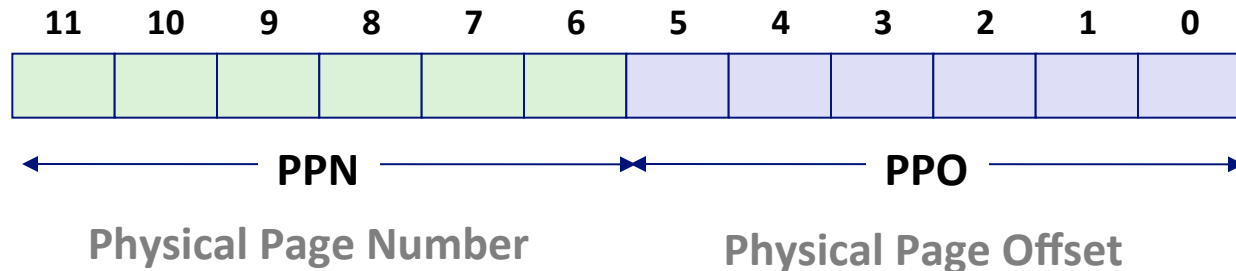 11 10 9 8 7 6 5 4 3 2 1 0
PPN PPO
Physical Page Number Physical Page Offset